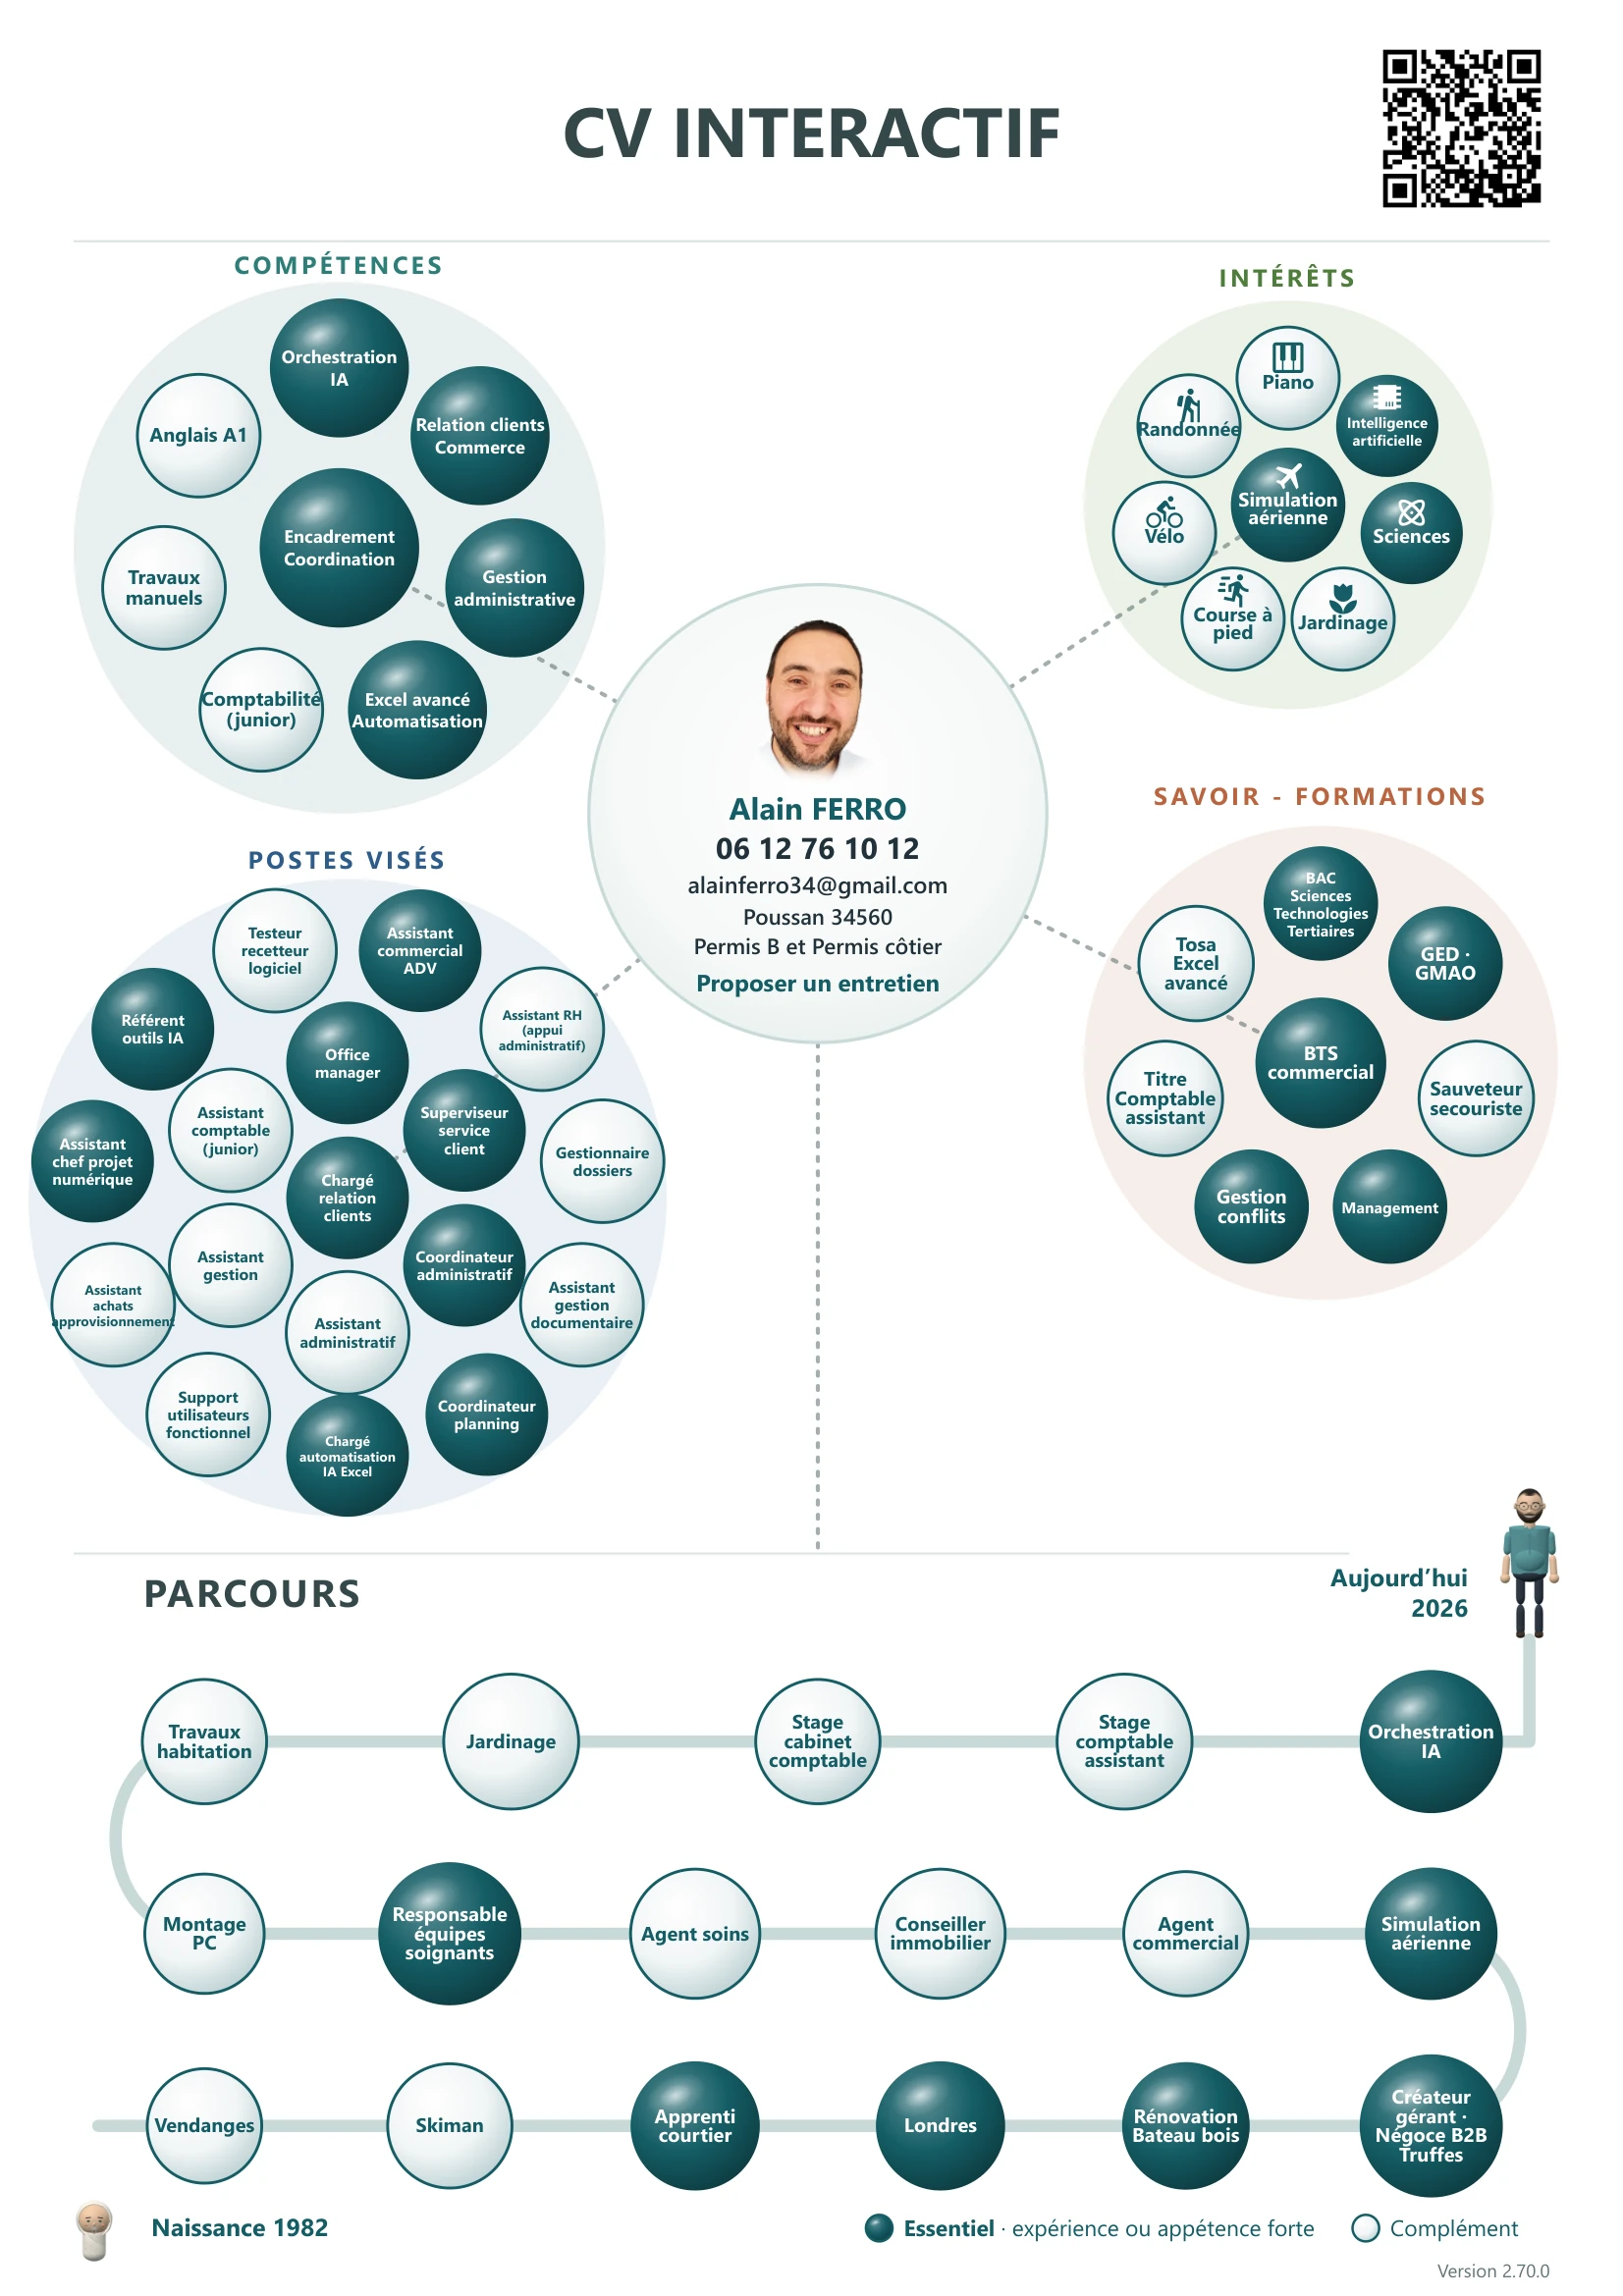 CV INTERACTIF
COMPÉTENCES
Orchestration
IA
Anglais A1
Relation clients
Commerce
Encadrement
Coordination
Travaux
manuels
Gestion
administrative
Comptabilité
(junior)
Excel avancé
Automatisation
INTÉRÊTS
Piano
Randonnée
Intelligence
artificielle
Simulation
aérienne
Vélo
Sciences
Course à
pied
Jardinage
Alain FERRO
06 12 76 10 12
alainferro34@gmail.com
Poussan 34560
Permis B et Permis côtier
Proposer un entretien
SAVOIR - FORMATIONS
BAC
Sciences
Technologies
Tertiaires
Tosa
Excel
avancé
GED ·
GMAO
BTS
commercial
Titre
Comptable
assistant
Sauveteur
secouriste
Gestion
conflits
Management
POSTES VISÉS
Testeur
recetteur
logiciel
Assistant
commercial
ADV
Référent
outils IA
Assistant RH
(appui
administratif)
Office
manager
Assistant
comptable
(junior)
Superviseur
service
client
Assistant
chef projet
numérique
Gestionnaire
dossiers
Chargé
relation
clients
Assistant
gestion
Coordinateur
administratif
Assistant
achats
approvisionnement
Assistant
gestion
documentaire
Assistant
administratif
Support
utilisateurs
fonctionnel
Coordinateur
planning
Chargé
automatisation
IA Excel
PARCOURS
Aujourd’hui
2026
Travaux
habitation
Jardinage
Stage
cabinet
comptable
Stage
comptable
assistant
Orchestration
IA
Montage
PC
Responsable
équipes
soignants
Agent soins
Conseiller
immobilier
Agent
commercial
Simulation
aérienne
Vendanges
Skiman
Apprenti
courtier
Londres
Rénovation
Bateau bois
Créateur
gérant ·
Négoce B2B
Truffes
Naissance 1982
Essentiel · expérience ou appétence forte
Complément
Version 2.70.0